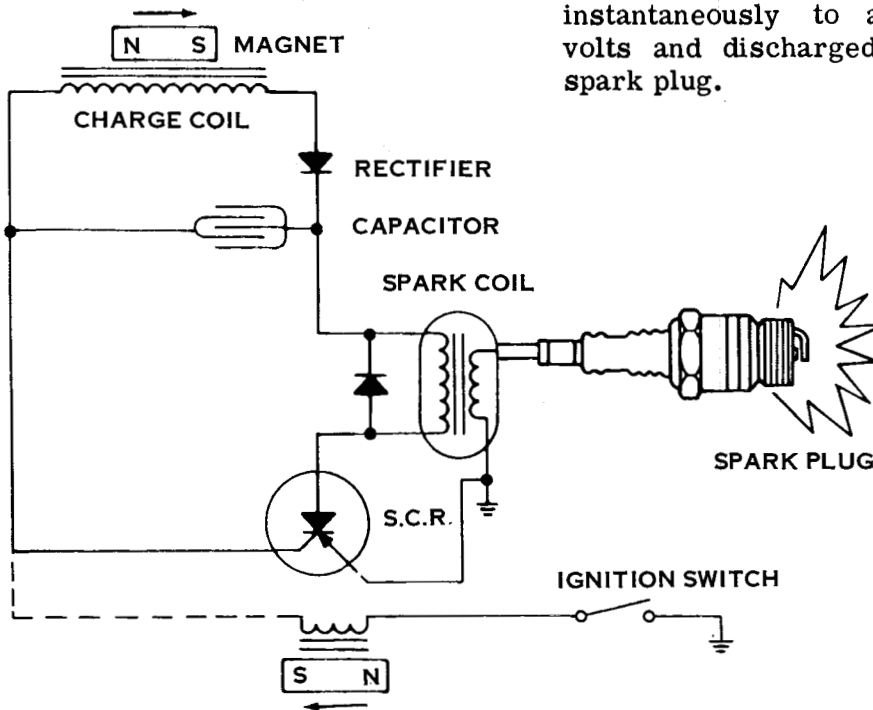 instantaneously to a
volts and discharged
spark plug.
N S MAGNET
CHARGE COIL
RECTIFIER
CAPACITOR
SPARK COIL
SPARK PLUG
S.C.R.
IGNITION SWITCH
S N